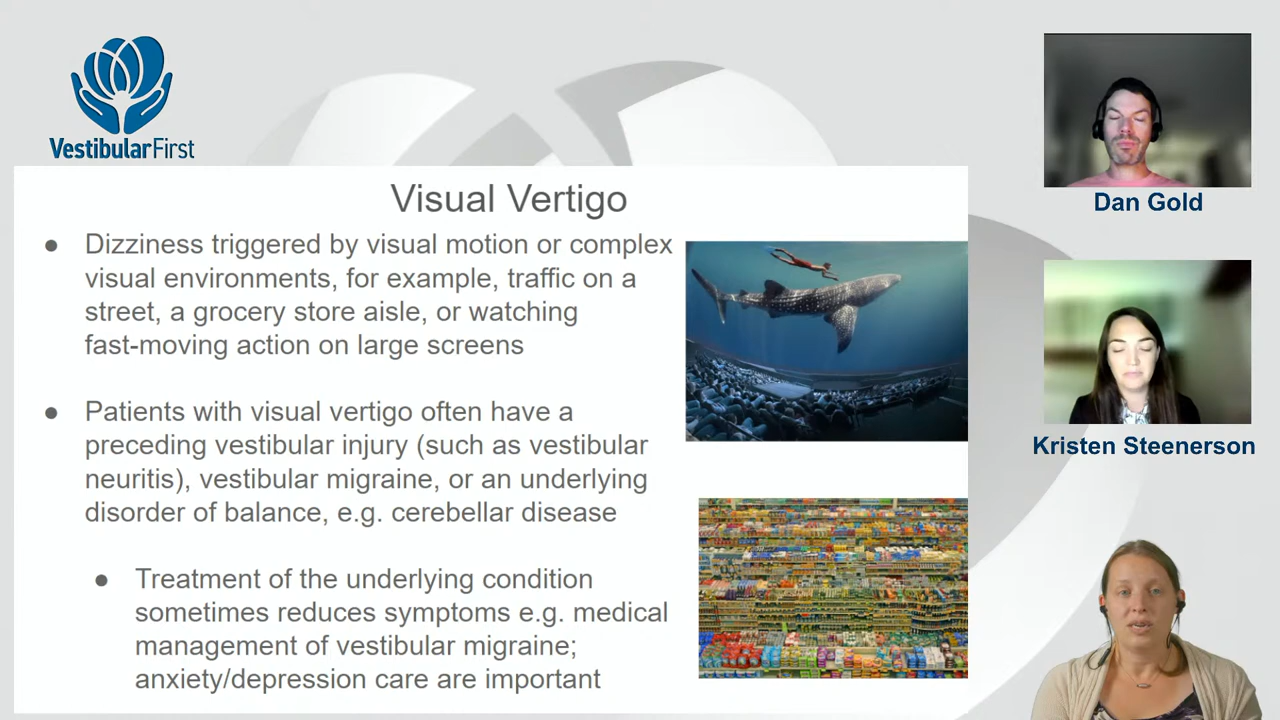 VestibularFirst
Visual Vertigo
● Dizziness triggered by visual motion or complex
visual environments, for example, traffic on a
street, a grocery store aisle, or watching
fast-moving action on large screens
● Patients with visual vertigo often have a
preceding vestibular injury (such as vestibular
neuritis), vestibular migraine, or an underlying
disorder of balance, e.g. cerebellar disease
● Treatment of the underlying condition
sometimes reduces symptoms e.g. medical
management of vestibular migraine;
anxiety/depression care are important
Dan Gold
Kristen Steenerson